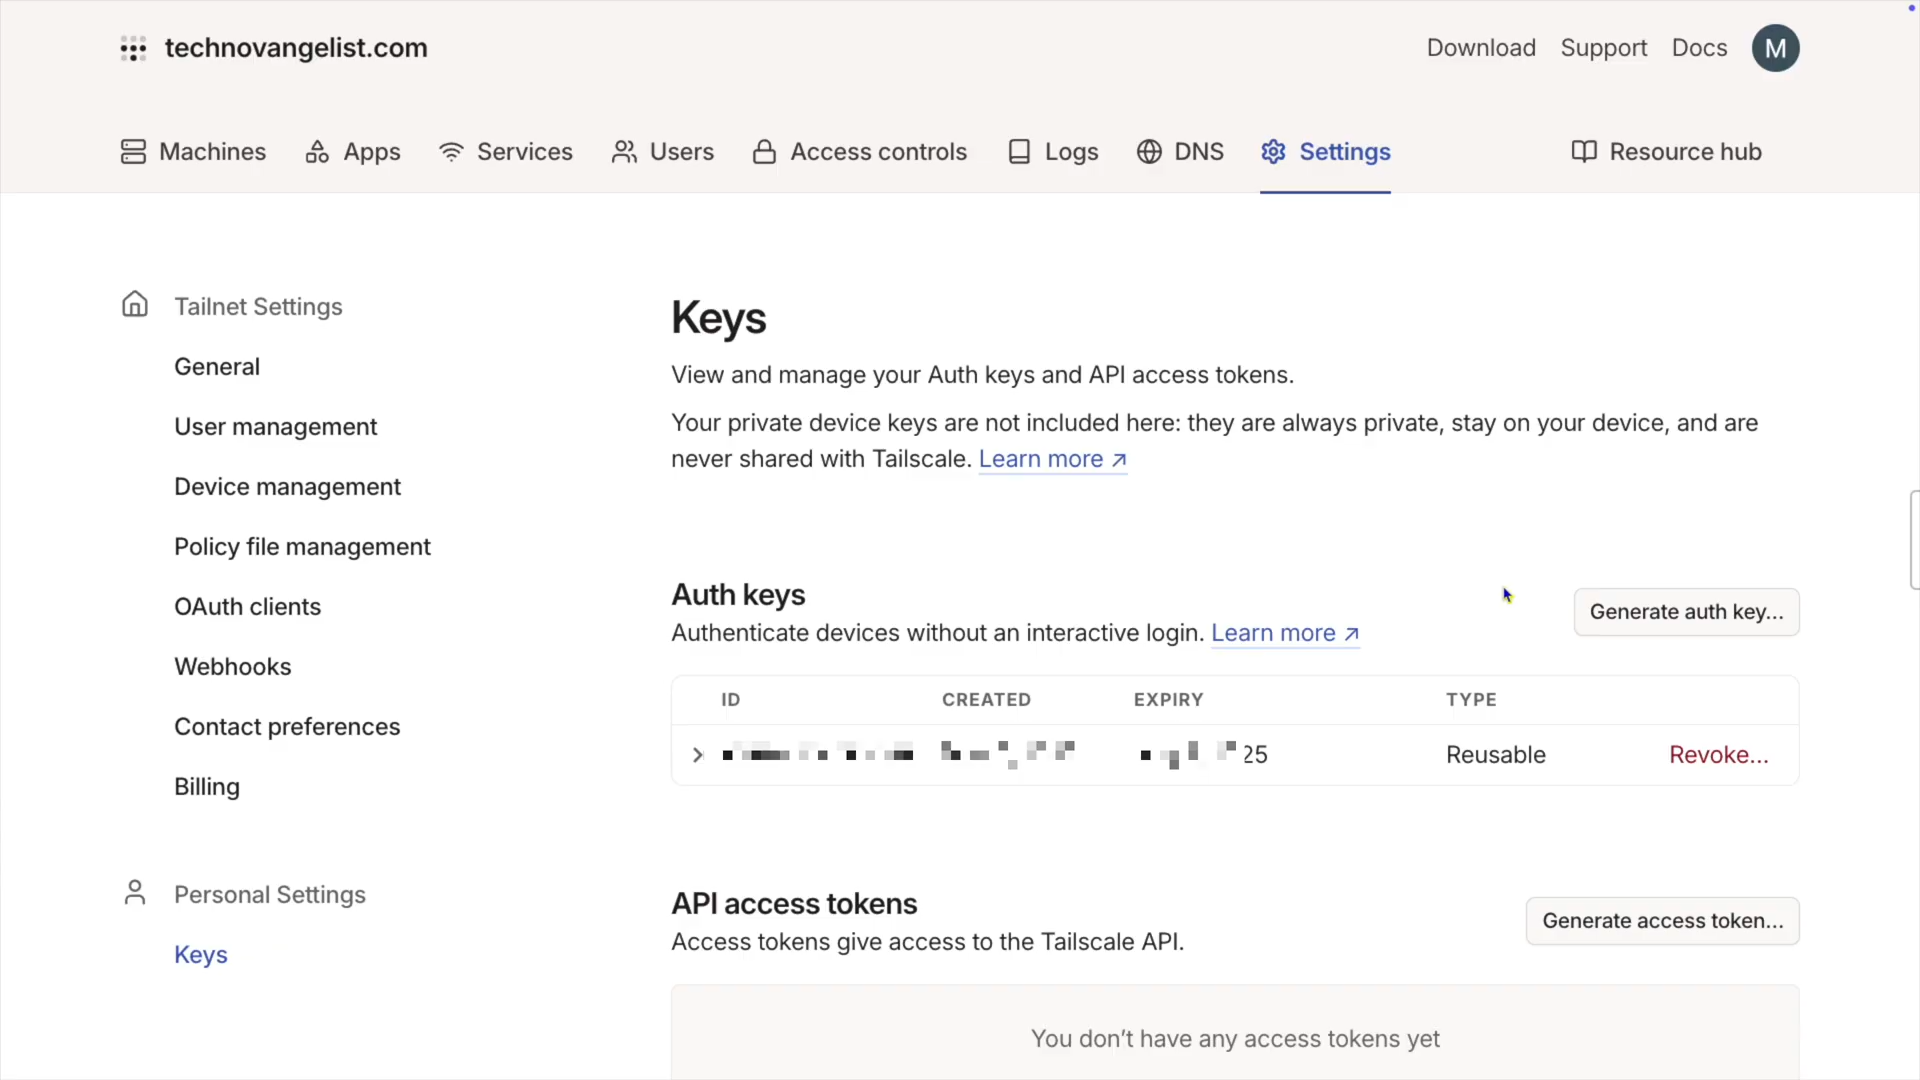 technovangelist.com
Download Support Docs M
Machines Apps Services Users Access controls Logs DNS Settings Resource hub
Tailnet Settings
General
User management
Device management
Policy file management
OAuth clients
Webhooks
Contact preferences
Billing
Personal Settings
Keys
Keys
View and manage your Auth keys and API access tokens.
Your private device keys are not included here: they are always private, stay on your device, and are
never shared with Tailscale. Learn more ↗
Auth keys
Authenticate devices without an interactive login. Learn more ↗
Generate auth key...
ID CREATED EXPIRY TYPE
25 Reusable Revoke...
API access tokens
Access tokens give access to the Tailscale API.
Generate access token...
You don’t have any access tokens yet